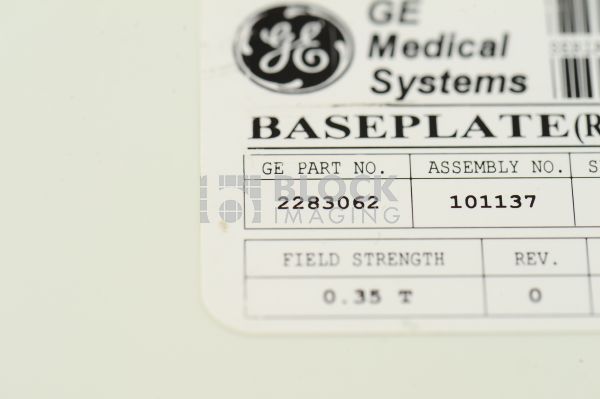 GE
GE
Medical
Systems
BASEPLATE(R
GE PART NO. ASSEMBLY NO. S
2283062 101137
BLOCK
IMAGING
FIELD STRENGTH REV.
0.35 T 0